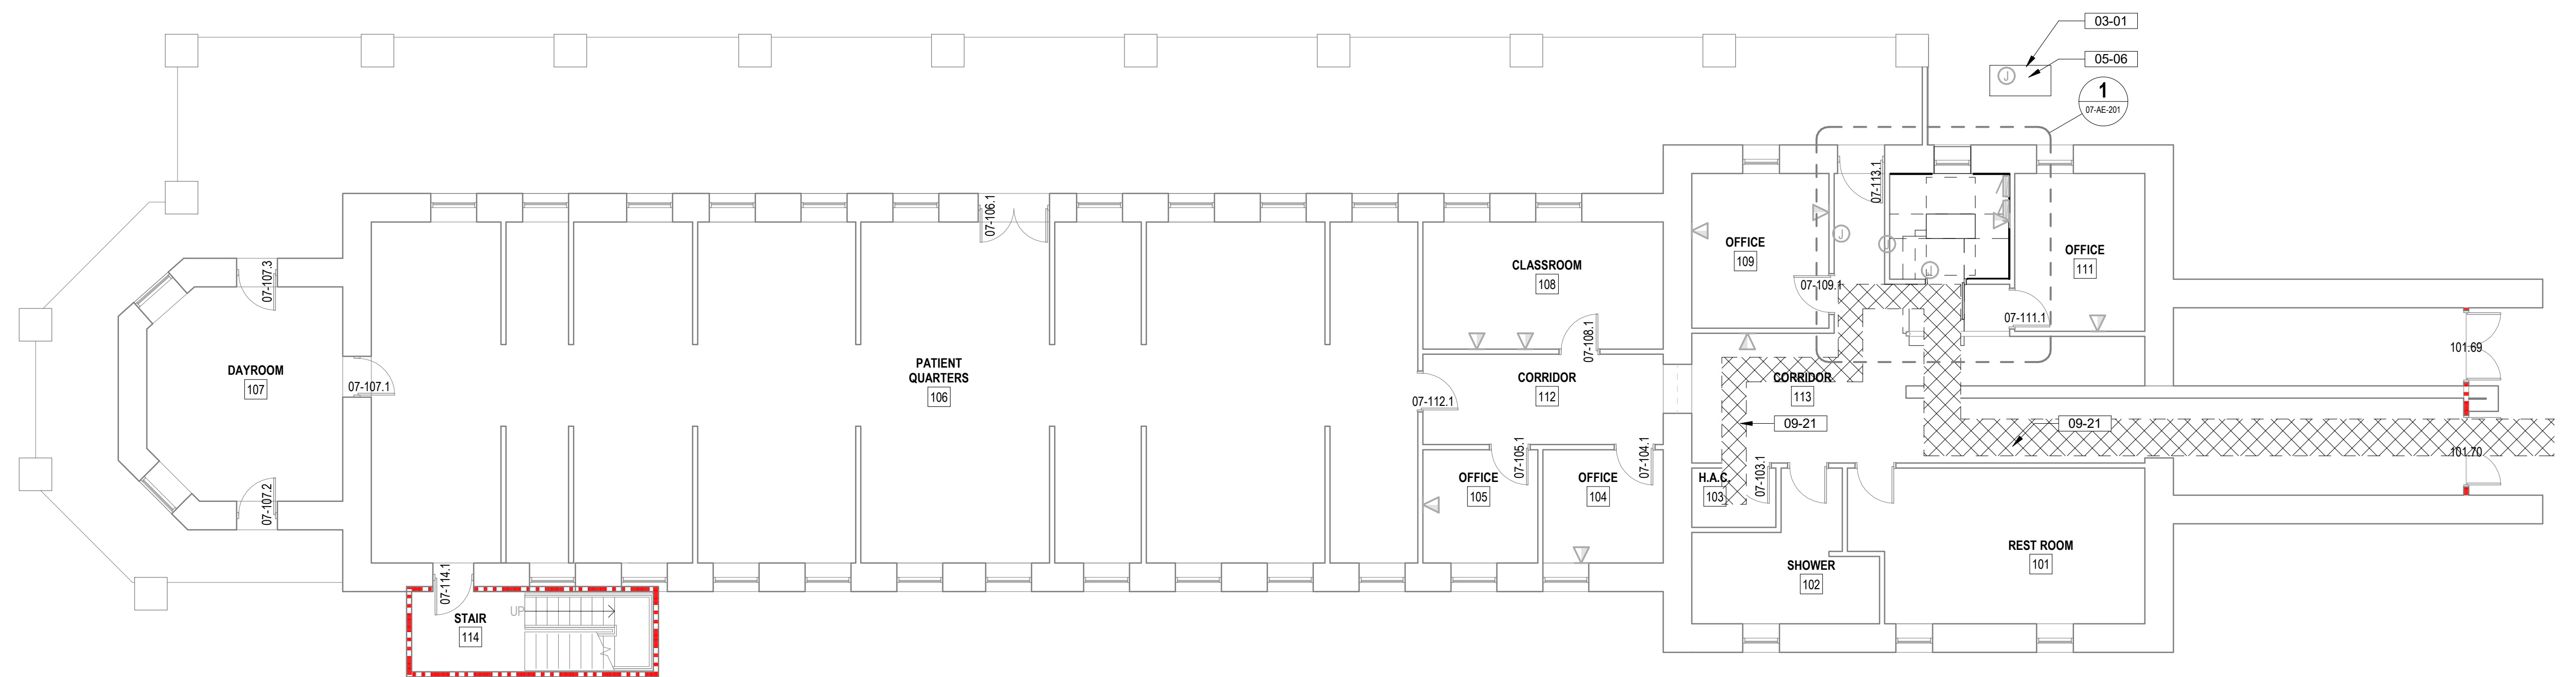 03-01
05-06
1
07-AE-201
J
07-113.1
07-106.1
J
J
J
OFFICE
109
OFFICE
111
CLASSROOM
108
07-107.3
07-109.1
07-111.1
07-108.1
101.69
PATIENT
QUARTERS
106
DAYROOM
107
07-107.1
CORRIDOR
112
CORRIDOR
113
07-112.1
09-21
09-21
07-105.1
07-104.1
101.70
07-103.1
OFFICE
105
OFFICE
104
H.A.C.
103
07-107.2
REST ROOM
101
SHOWER
102
07-114.1
UP
STAIR
114